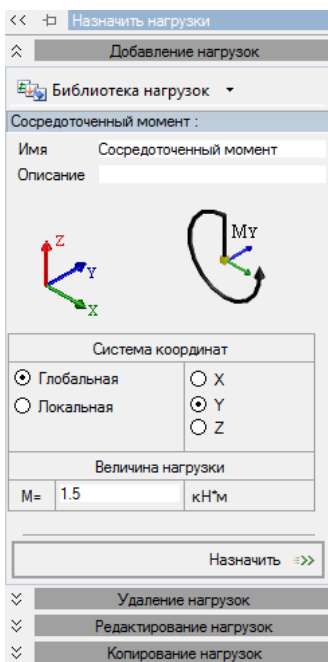 << Назначить нагрузки
Добавление нагрузок
Библиотека нагрузок
Сосредоточенный момент :
Имя Сосредоточенный момент
Описание
Z
Y
X
MY
Система координат
Глобальная
Локальная
X
Y
Z
Величина нагрузки
M= 1.5 кН*м
Назначить
Удаление нагрузок
Редактирование нагрузок
Копирование нагрузок